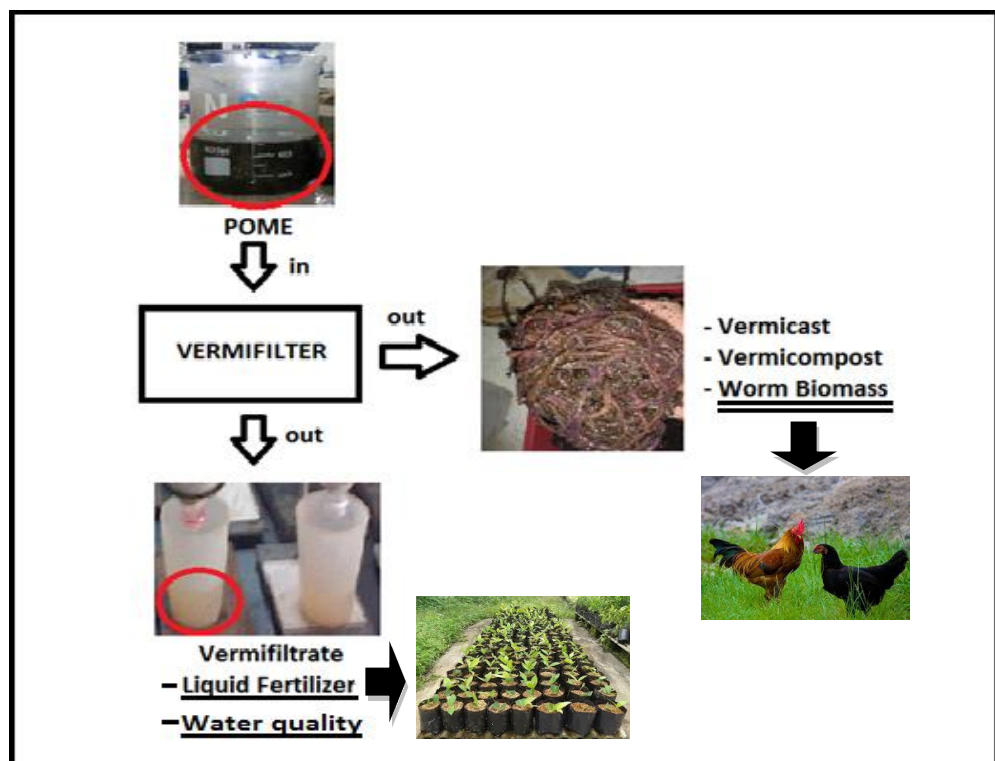 POME
in
VERMIFILTER
out
- Vermicast
- Vermicompost
- Worm Biomass
out
Vermifiltrate
– Liquid Fertilizer
– Water quality